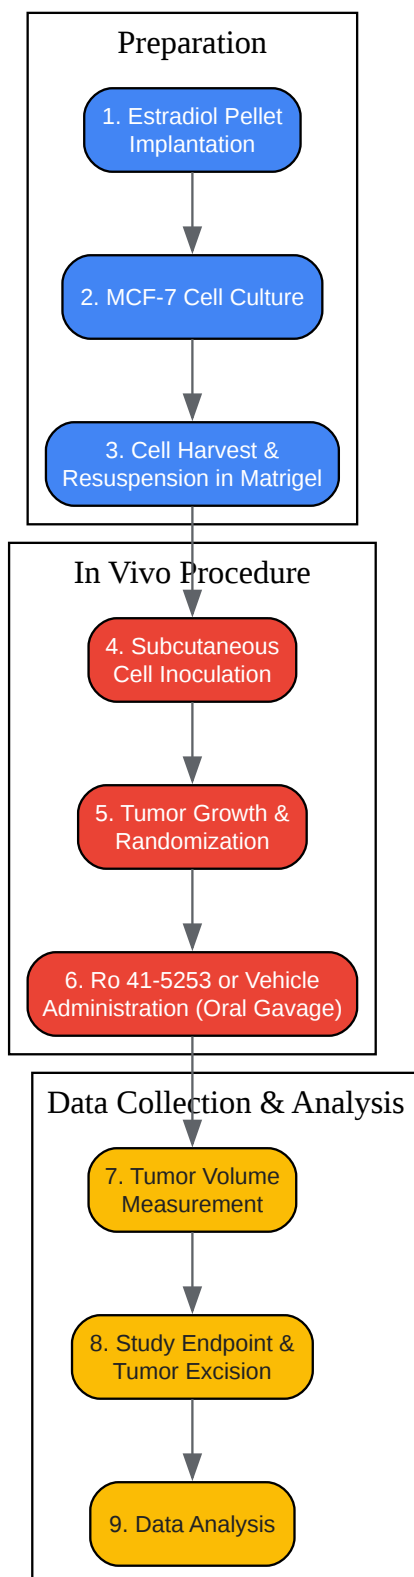 Preparation
1. Estradiol Pellet
Implantation
2. MCF-7 Cell Culture
3. Cell Harvest &
Resuspension in Matrigel
In Vivo Procedure
4. Subcutaneous
Cell Inoculation
5. Tumor Growth &
Randomization
6. Ro 41-5253 or Vehicle
Administration (Oral Gavage)
Data Collection & Analysis
7. Tumor Volume
Measurement
8. Study Endpoint &
Tumor Excision
9. Data Analysis